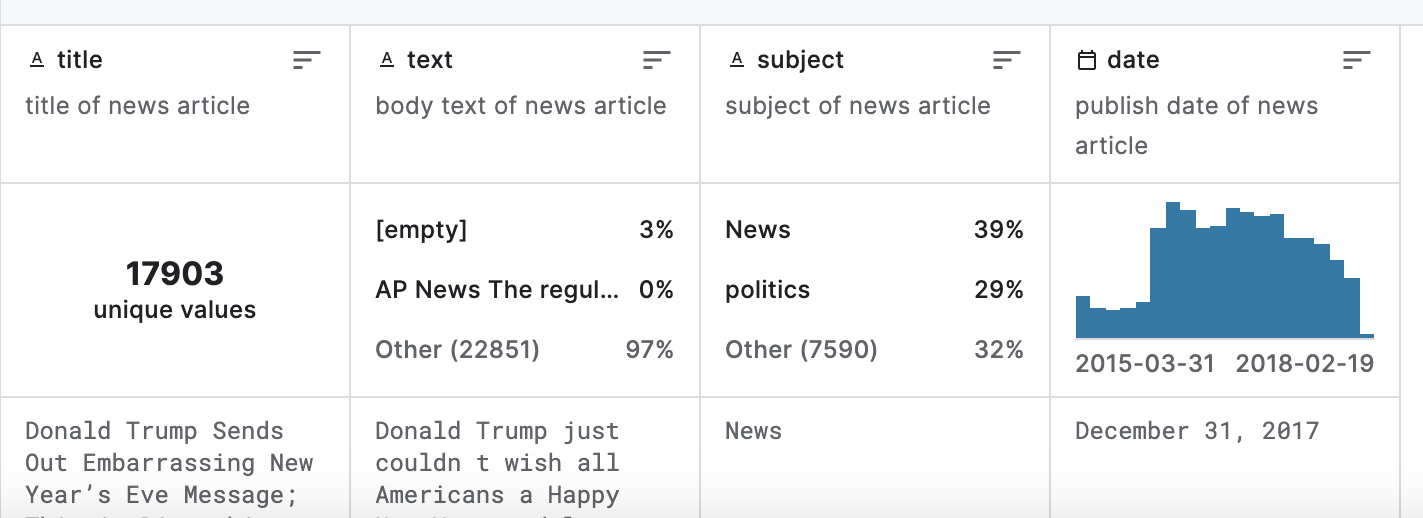 title
title of news article
text
body text of news article
subject
subject of news article
date
publish date of news
article
17903
unique values
[empty] 3%
AP News The regul... 0%
Other (22851) 97%
News 39%
politics 29%
Other (7590) 32%
2015-03-31 2018-02-19
Donald Trump Sends
Out Embarrassing New
Year’s Eve Message;
Donald Trump just
couldn t wish all
Americans a Happy
News
December 31, 2017